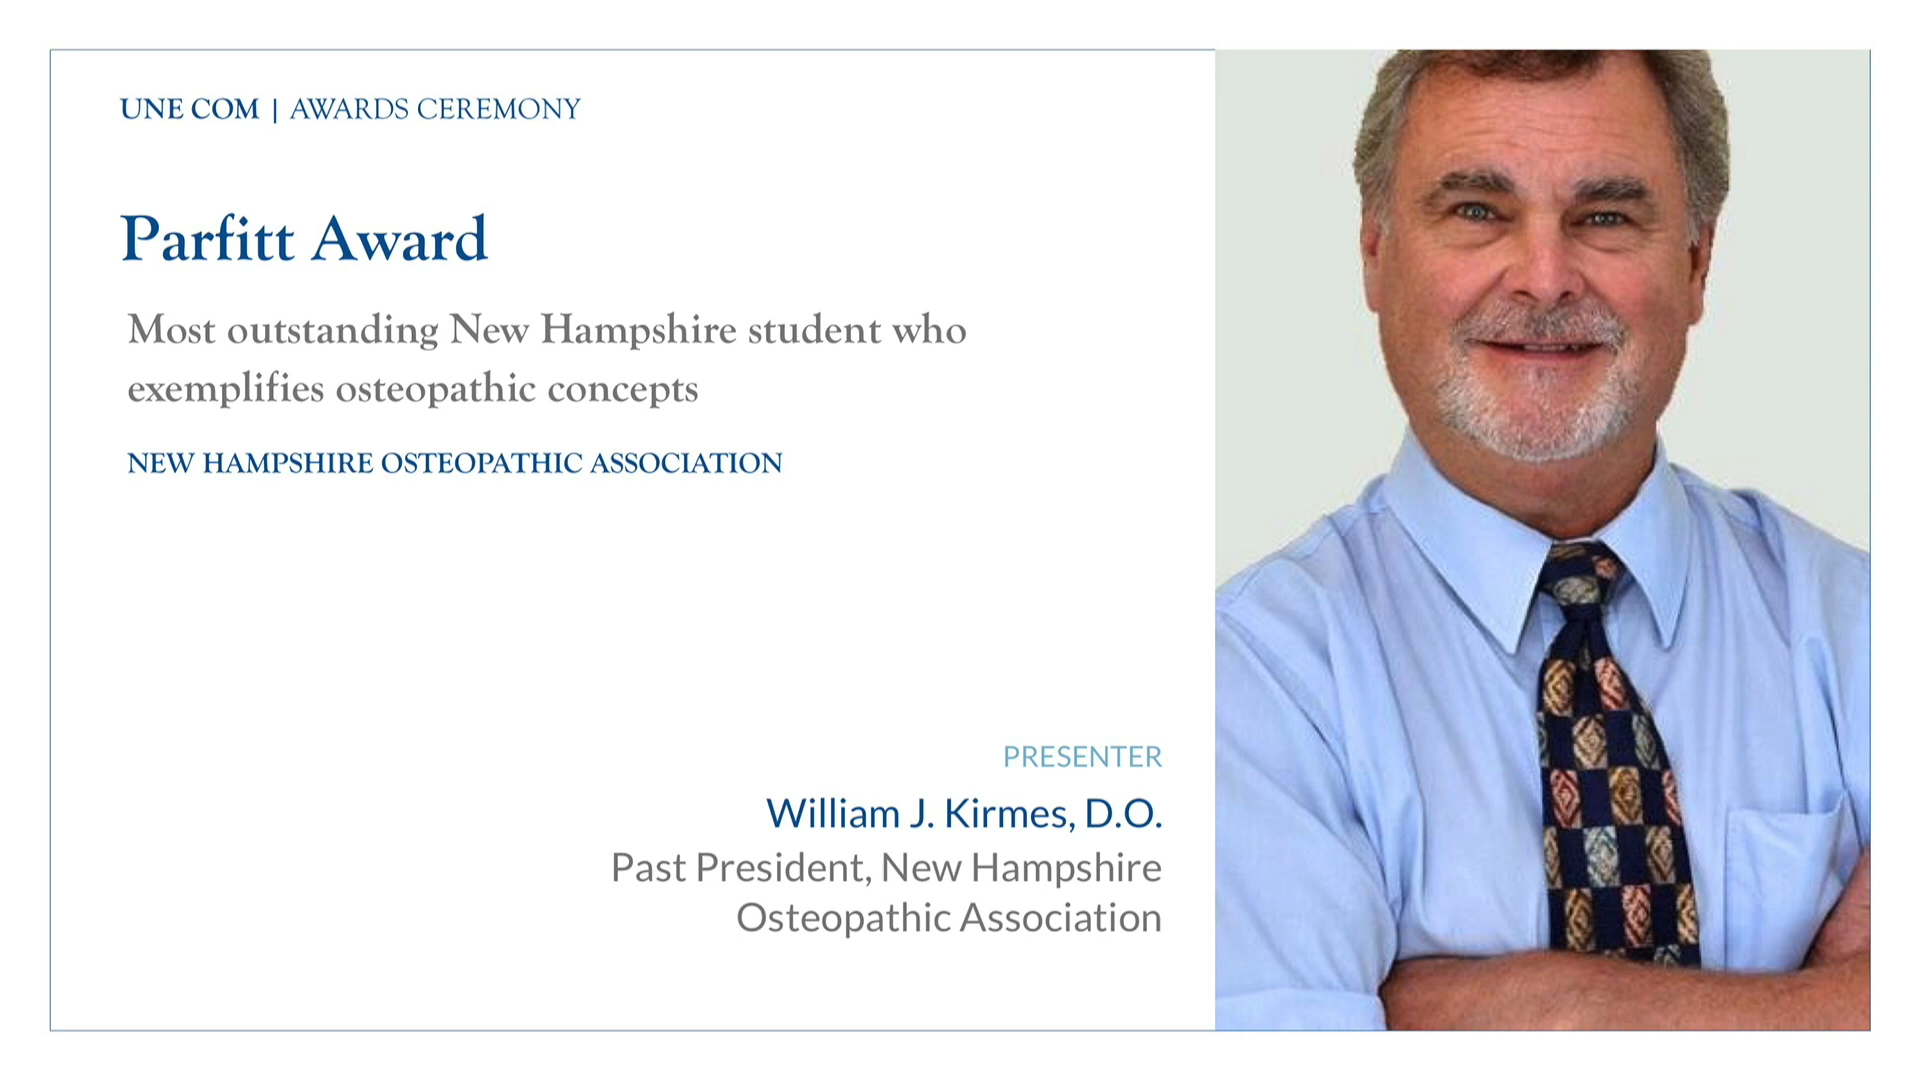 UNE COM | AWARDS CEREMONY
Parfitt Award
Most outstanding New Hampshire student who
exemplifies osteopathic concepts
NEW HAMPSHIRE OSTEOPATHIC ASSOCIATION
PRESENTER
William J. Kirmes, D.O.
Past President, New Hampshire
Osteopathic Association